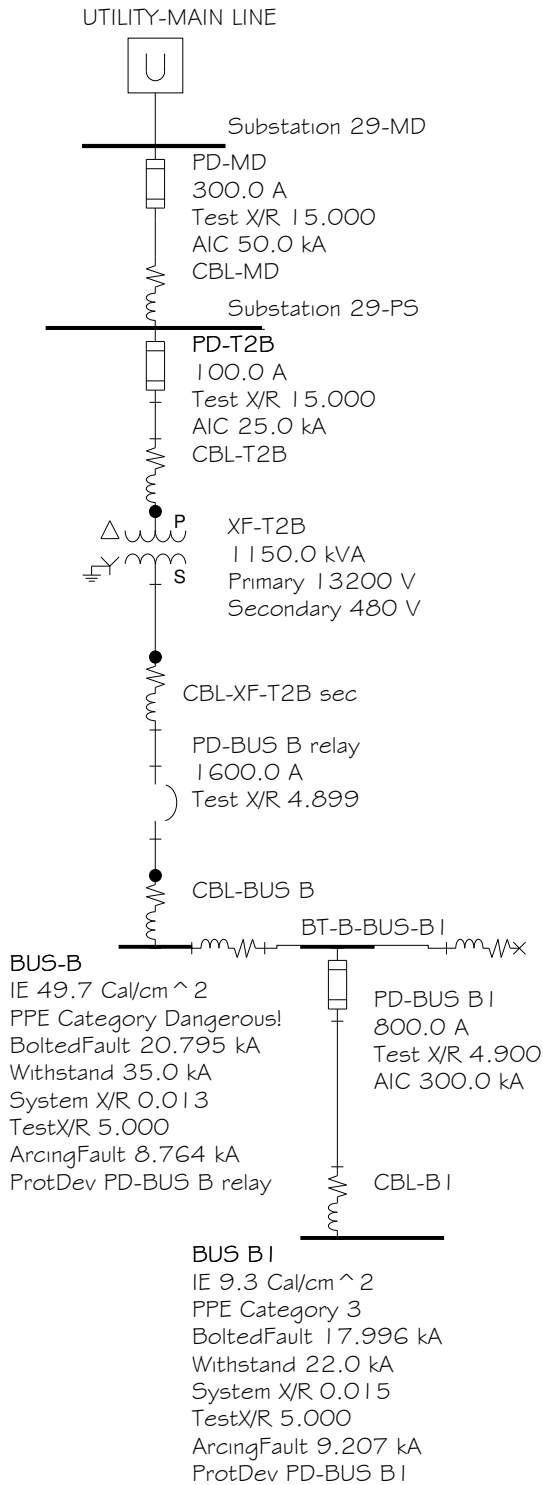 UTILITY-MAIN LINE
U
Substation 29-MD
PD-MD
300.0 A
Test X/R 15.000
AIC 50.0 kA
CBL-MD
Substation 29-PS
PD-T2B
100.0 A
Test X/R 15.000
AIC 25.0 kA
CBL-T2B
P
S
XF-T2B
1150.0 kVA
Primary 13200 V
Secondary 480 V
CBL-XF-T2B sec
PD-BUS B relay
1600.0 A
Test X/R 4.899
CBL-BUS B
BT-B-BUS-B1
BUS-B
IE 49.7 Cal/cm^2
PPE Category Dangerous!
BoltedFault 20.795 kA
Withstand 35.0 kA
System X/R 0.013
TestX/R 5.000
ArcingFault 8.764 kA
ProtDev PD-BUS B relay
PD-BUS B1
800.0 A
Test X/R 4.900
AIC 300.0 kA
CBL-B1
BUS B1
IE 9.3 Cal/cm^2
PPE Category 3
BoltedFault 17.996 kA
Withstand 22.0 kA
System X/R 0.015
TestX/R 5.000
ArcingFault 9.207 kA
ProtDev PD-BUS B1